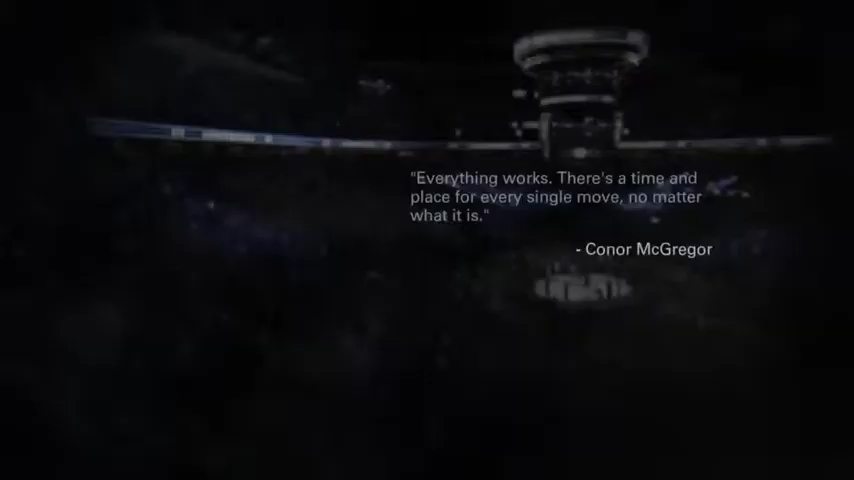 "Everything works. There's a time and
place for every single move, no matter
what it is."
- Conor McGregor